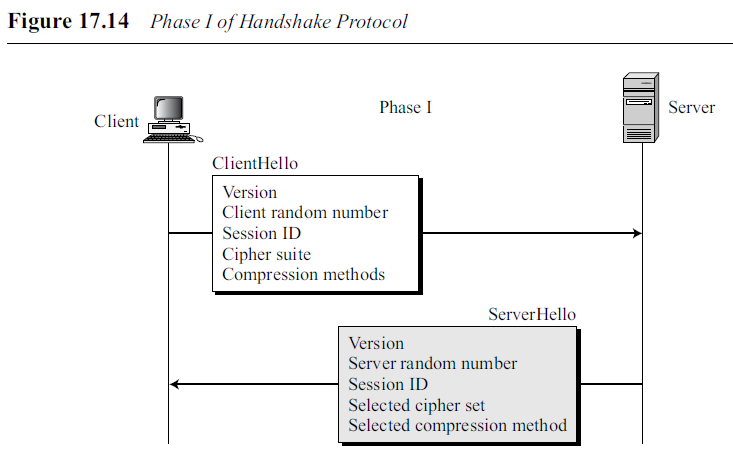 Figure 17.14 Phase I of Handshake Protocol
Client
Phase I
Server
ClientHello
Version
Client random number
Session ID
Cipher suite
Compression methods
ServerHello
Version
Server random number
Session ID
Selected cipher set
Selected compression method